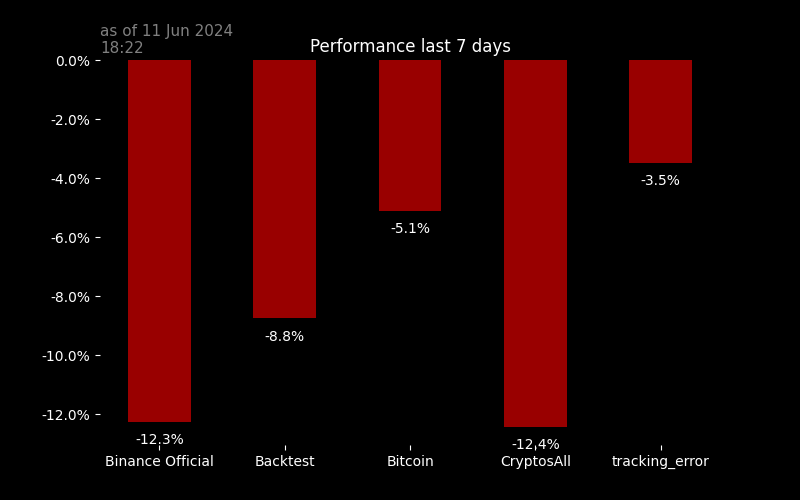 as of 11 Jun 2024
18:22
Performance last 7 days
0.0%
-2.0%
-4.0%
-6.0%
-8.0%
-10.0%
-12.0%
-12.3%
-8.8%
-5.1%
-12.4%
-3.5%
Binance Official
Backtest
Bitcoin
CryptosAll
tracking_error